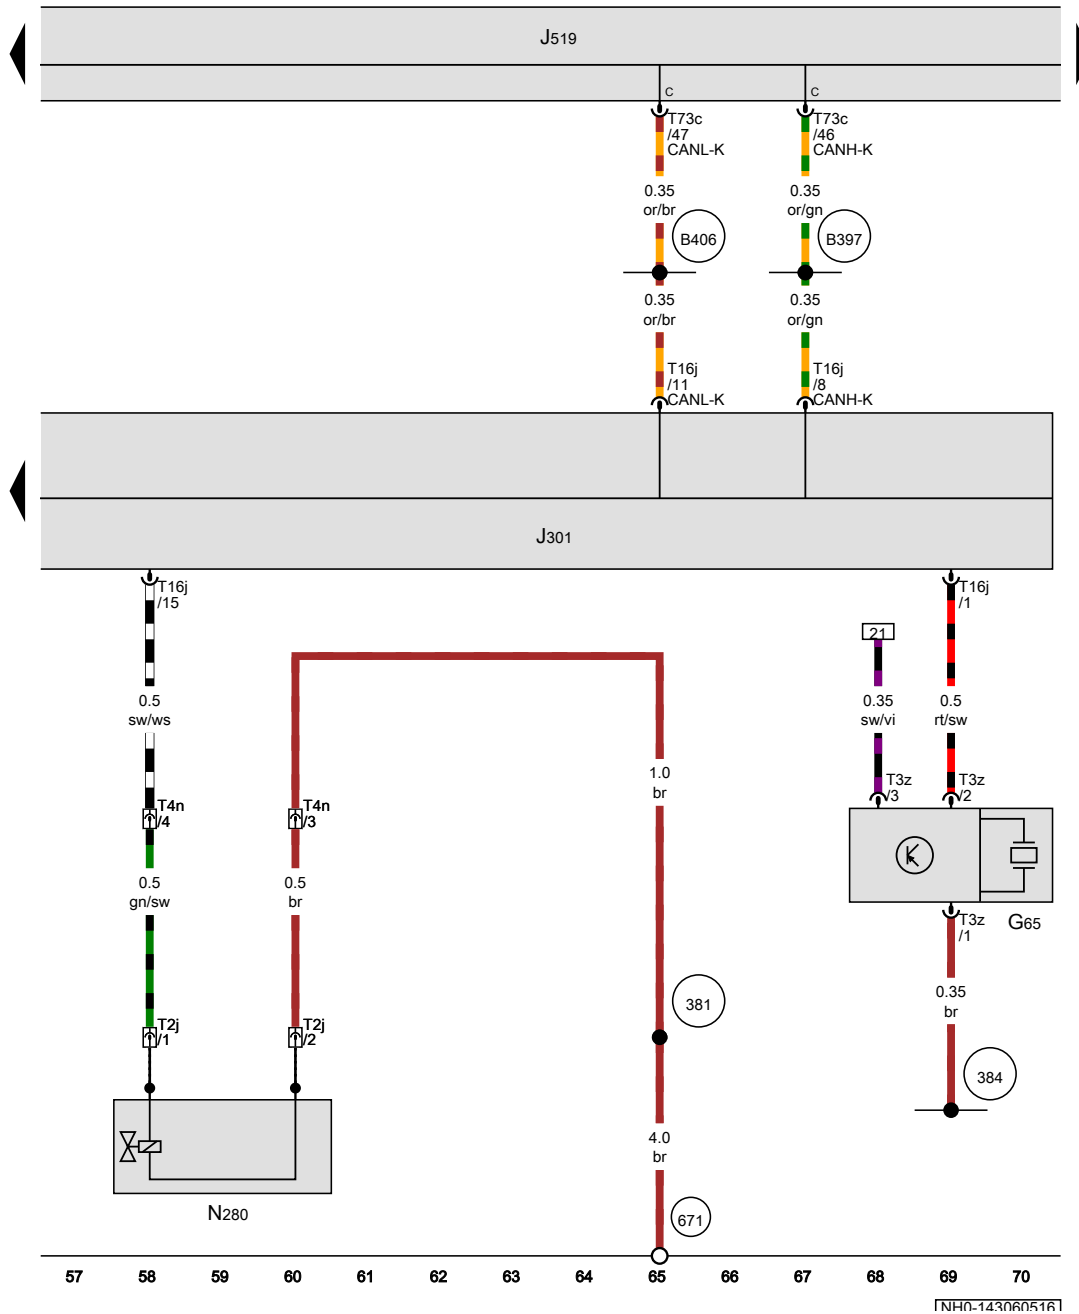 J519
c
c
T73c
/47
CANL-K
T73c
/46
CANH-K
0.35
or/br
0.35
or/gn
B406
B397
0.35
or/br
0.35
or/gn
T16j
/11
CANL-K
T16j
/8
CANH-K
J301
T16j
/15
T16j
/1
21
0.5
sw/ws
0.35
sw/vi
0.5
rt/sw
1.0
br
T4n
/4
T4n
/3
T3z
/3
T3z
/2
0.5
gn/sw
0.5
br
T3z
/1
G65
0.35
br
381
T2j
/1
T2j
/2
384
4.0
br
N280
671
57 58 59 60 61 62 63 64 65 66 67 68 69 70
NH0-143060516